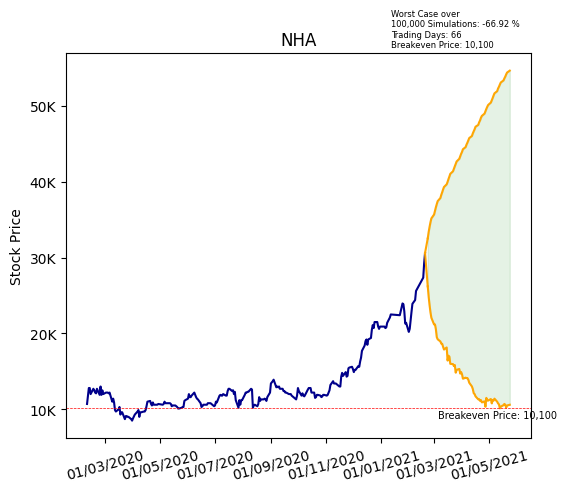 Worst Case over
100,000 Simulations: -66.92 %
Trading Days: 66
Breakeven Price: 10,100
NHA
Stock Price
50K
40K
30K
20K
10K
Breakeven Price: 10,100
01/03/2020
01/05/2020
01/07/2020
01/09/2020
01/11/2020
01/01/2021
01/03/2021
01/05/2021